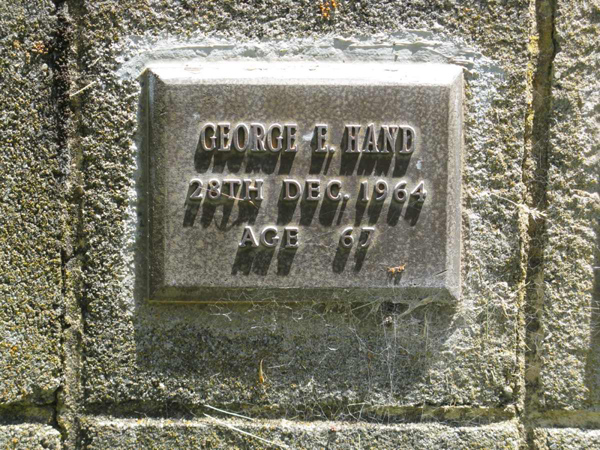 GEORGE E. HAND
28TH DEC. 1964
AGE 67